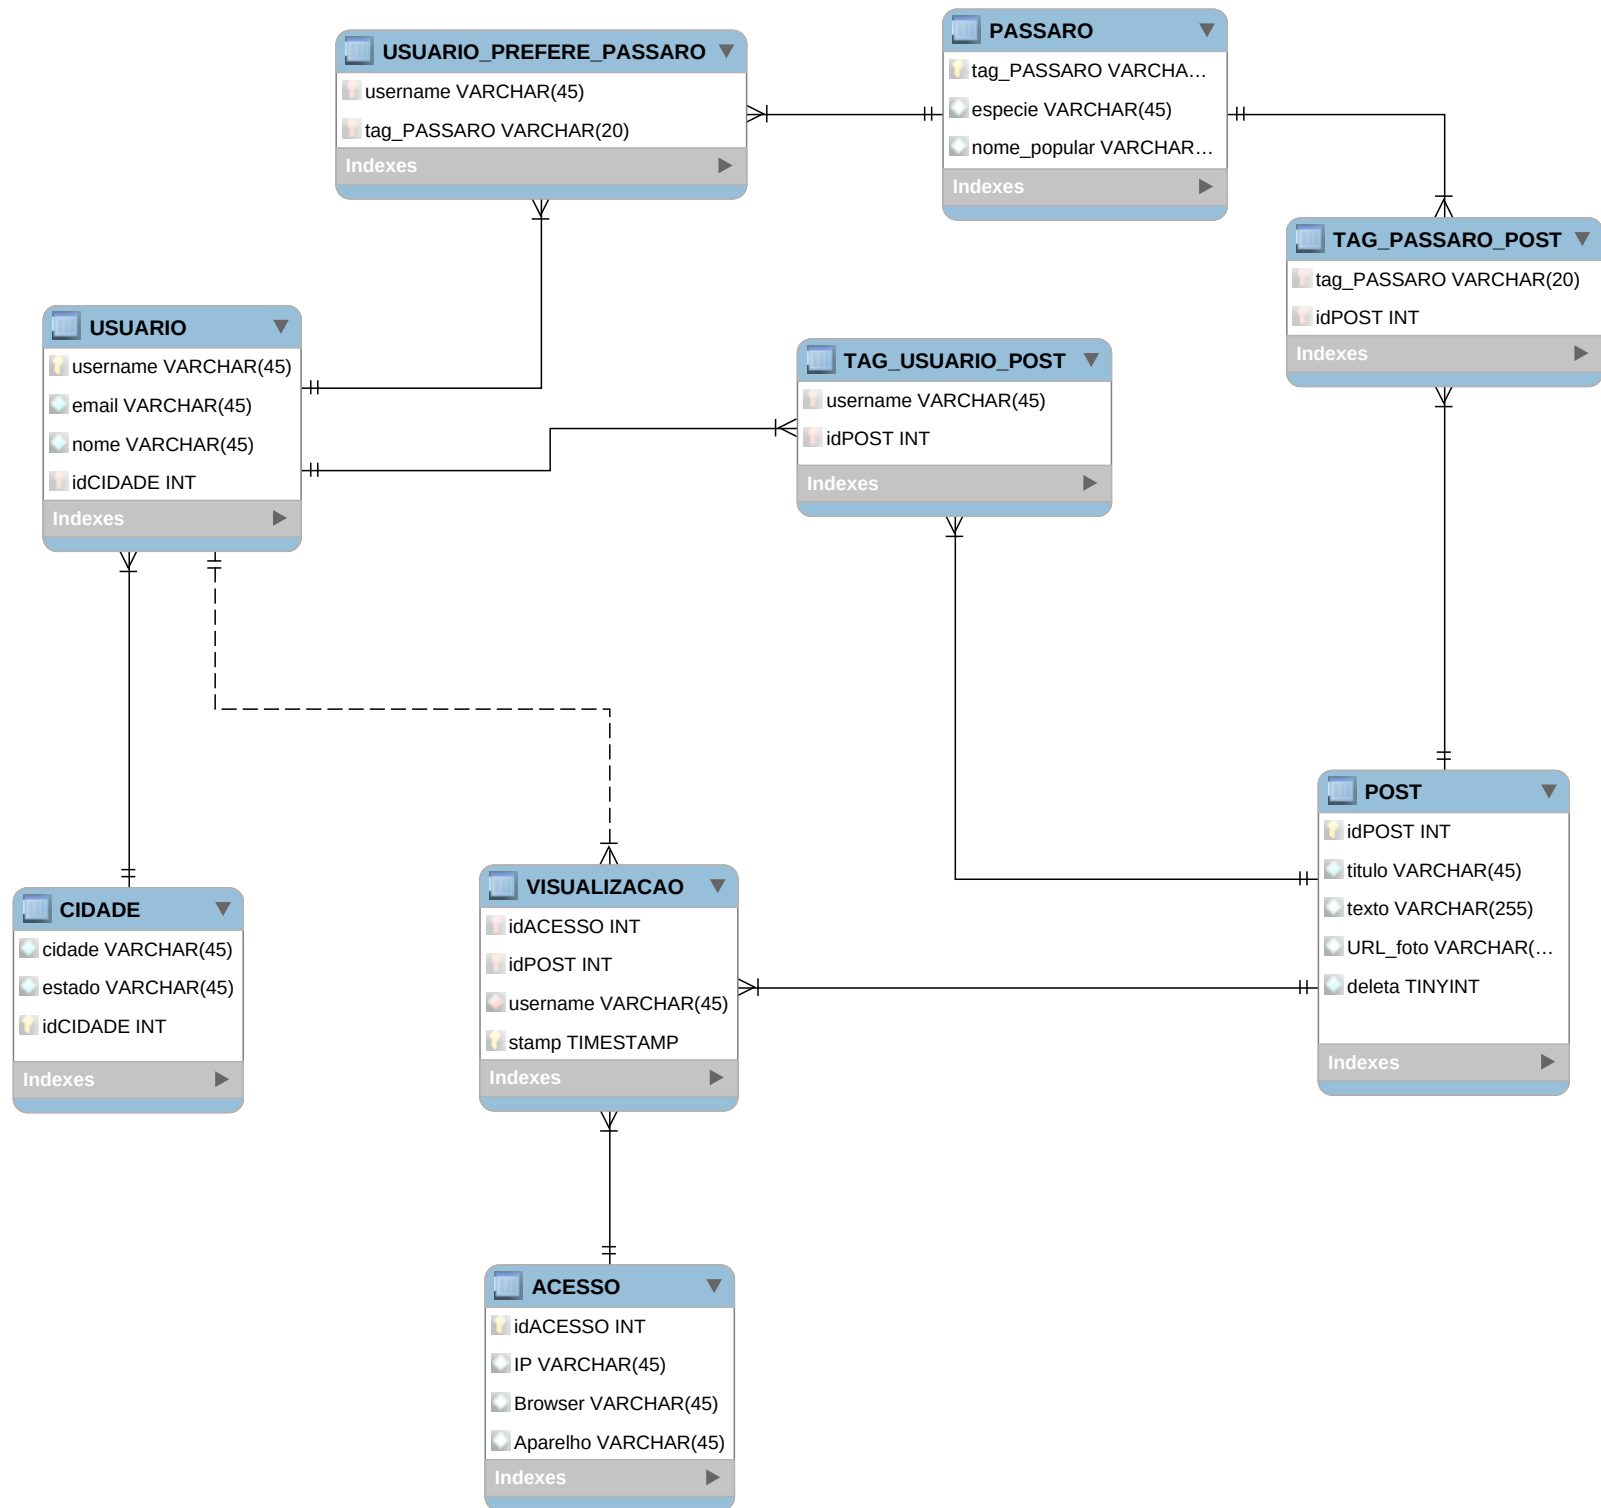 USUARIO_PREFERE_PASSARO
username VARCHAR(45)
tag_PASSARO VARCHAR(20)
Indexes
PASSARO
tag_PASSARO VARCHA…
especie VARCHAR(45)
nome_popular VARCHAR…
Indexes
TAG_PASSARO_POST
tag_PASSARO VARCHAR(20)
idPOST INT
Indexes
USUARIO
username VARCHAR(45)
email VARCHAR(45)
nome VARCHAR(45)
idCIDADE INT
Indexes
TAG_USUARIO_POST
username VARCHAR(45)
idPOST INT
Indexes
POST
idPOST INT
titulo VARCHAR(45)
texto VARCHAR(255)
URL_foto VARCHAR(…
deleta TINYINT
Indexes
CIDADE
cidade VARCHAR(45)
estado VARCHAR(45)
idCIDADE INT
Indexes
VISUALIZACAO
idACESSO INT
idPOST INT
username VARCHAR(45)
stamp TIMESTAMP
Indexes
ACESSO
idACESSO INT
IP VARCHAR(45)
Browser VARCHAR(45)
Aparelho VARCHAR(45)
Indexes